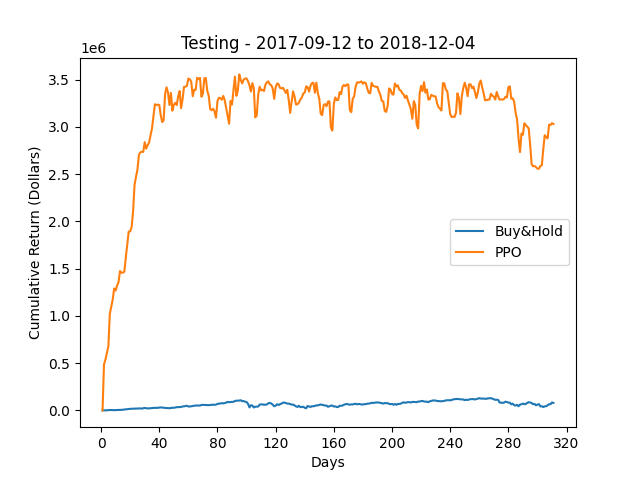 Testing - 2017-09-12 to 2018-12-04
1e6
3.5
3.0
2.5
2.0
1.5
1.0
0.5
0.0
Cumulative Return (Dollars)
Buy&Hold
PPO
0 40 80 120 160 200 240 280 320
Days